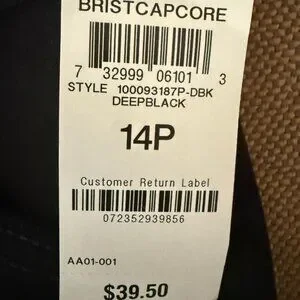 BRISTCAPCORE
7 32999 06101 3
STYLE 100093187P-DBK
DEEPBLACK
14P
Customer Return Label
072352939856
AA01-001
$39.50